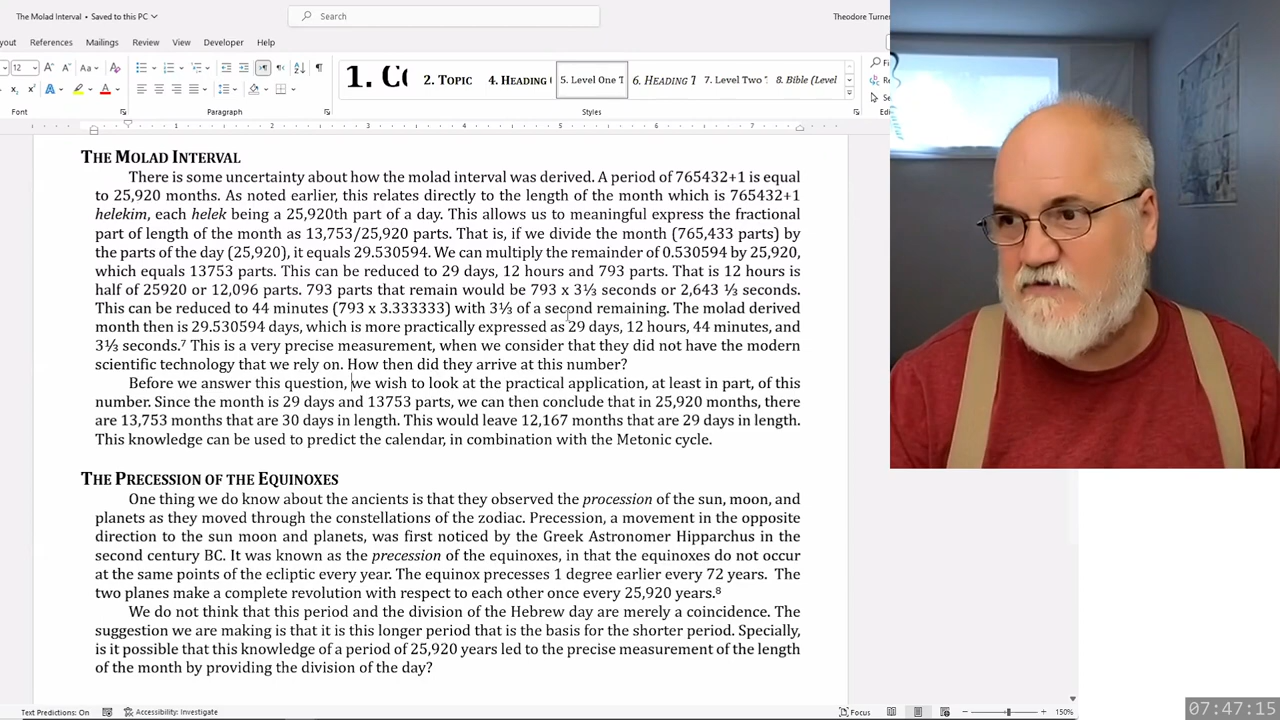 The Molad Interval • Saved to this PC
Search
Theodore Turner
yout References Mailings Review View Developer Help
12
1. Co
2. TOPIC
4. HEADING
5. Level One T
6. HEADING T
7. Level Two T
8. Bible (Level
Font Paragraph Styles
1 2 3 4 5 6 7
THE MOLAD INTERVAL
There is some uncertainty about how the molad interval was derived. A period of 765432+1 is equal
to 25,920 months. As noted earlier, this relates directly to the length of the month which is 765432+1
helekim, each helek being a 25,920th part of a day. This allows us to meaningful express the fractional
part of length of the month as 13,753/25,920 parts. That is, if we divide the month (765,433 parts) by
the parts of the day (25,920), it equals 29.530594. We can multiply the remainder of 0.530594 by 25,920,
which equals 13753 parts. This can be reduced to 29 days, 12 hours and 793 parts. That is 12 hours is
half of 25920 or 12,096 parts. 793 parts that remain would be 793 x 3⅓ seconds or 2,643 ⅓ seconds.
This can be reduced to 44 minutes (793 x 3.333333) with 3⅓ of a second remaining. The molad derived
month then is 29.530594 days, which is more practically expressed as 29 days, 12 hours, 44 minutes, and
3⅓ seconds.⁷ This is a very precise measurement, when we consider that they did not have the modern
scientific technology that we rely on. How then did they arrive at this number?
Before we answer this question, we wish to look at the practical application, at least in part, of this
number. Since the month is 29 days and 13753 parts, we can then conclude that in 25,920 months, there
are 13,753 months that are 30 days in length. This would leave 12,167 months that are 29 days in length.
This knowledge can be used to predict the calendar, in combination with the Metonic cycle.
THE PRECESSION OF THE EQUINOXES
One thing we do know about the ancients is that they observed the procession of the sun, moon, and
planets as they moved through the constellations of the zodiac. Precession, a movement in the opposite
direction to the sun moon and planets, was first noticed by the Greek Astronomer Hipparchus in the
second century BC. It was known as the precession of the equinoxes, in that the equinoxes do not occur
at the same points of the ecliptic every year. The equinox precesses 1 degree earlier every 72 years. The
two planes make a complete revolution with respect to each other once every 25,920 years.⁸
We do not think that this period and the division of the Hebrew day are merely a coincidence. The
suggestion we are making is that it is this longer period that is the basis for the shorter period. Specially,
is it possible that this knowledge of a period of 25,920 years led to the precise measurement of the length
of the month by providing the division of the day?
Text Predictions: On Accessibility: Investigate Focus 150%
07:47:15